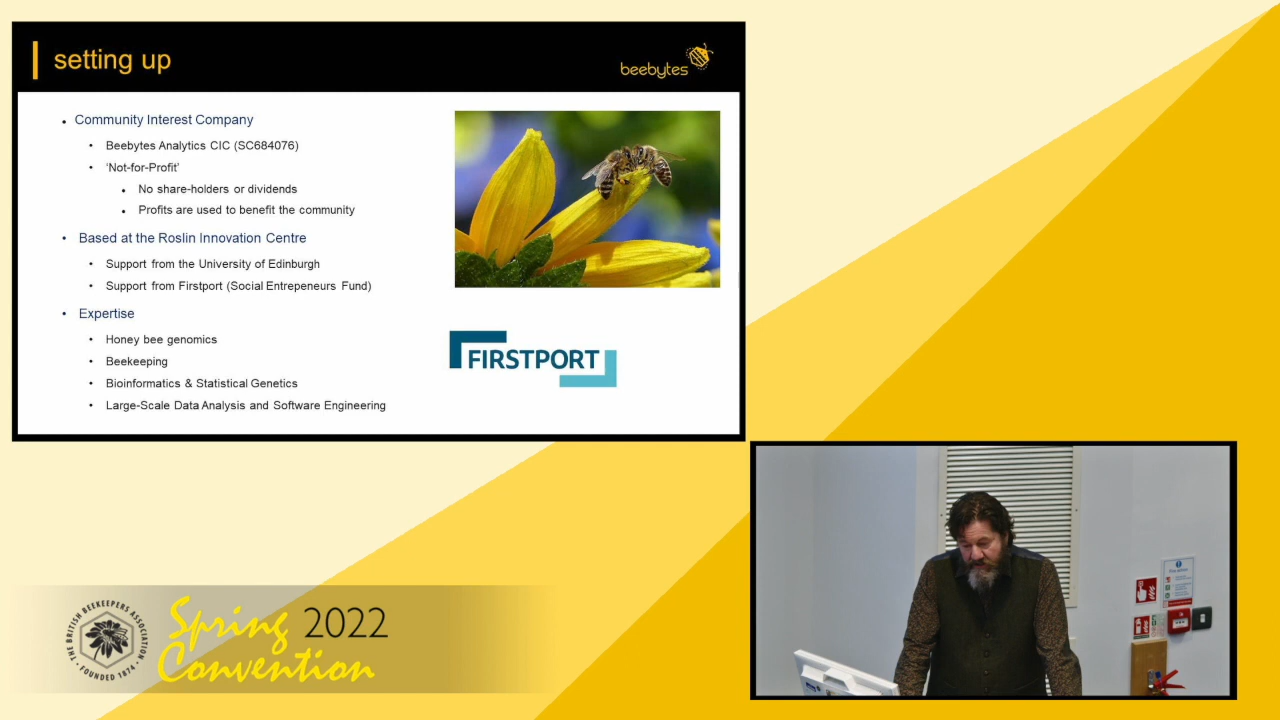 setting up
beebytes
Community Interest Company
Beebytes Analytics CIC (SC684076)
‘Not-for-Profit’
No share-holders or dividends
Profits are used to benefit the community
Based at the Roslin Innovation Centre
Support from the University of Edinburgh
Support from Firstport (Social Entrepeneurs Fund)
Expertise
Honey bee genomics
Beekeeping
Bioinformatics & Statistical Genetics
Large-Scale Data Analysis and Software Engineering
FIRSTPORT
THE BRITISH BEEKEEPERS ASSOCIATION
• FOUNDED 1874 •
Spring 2022
Convention